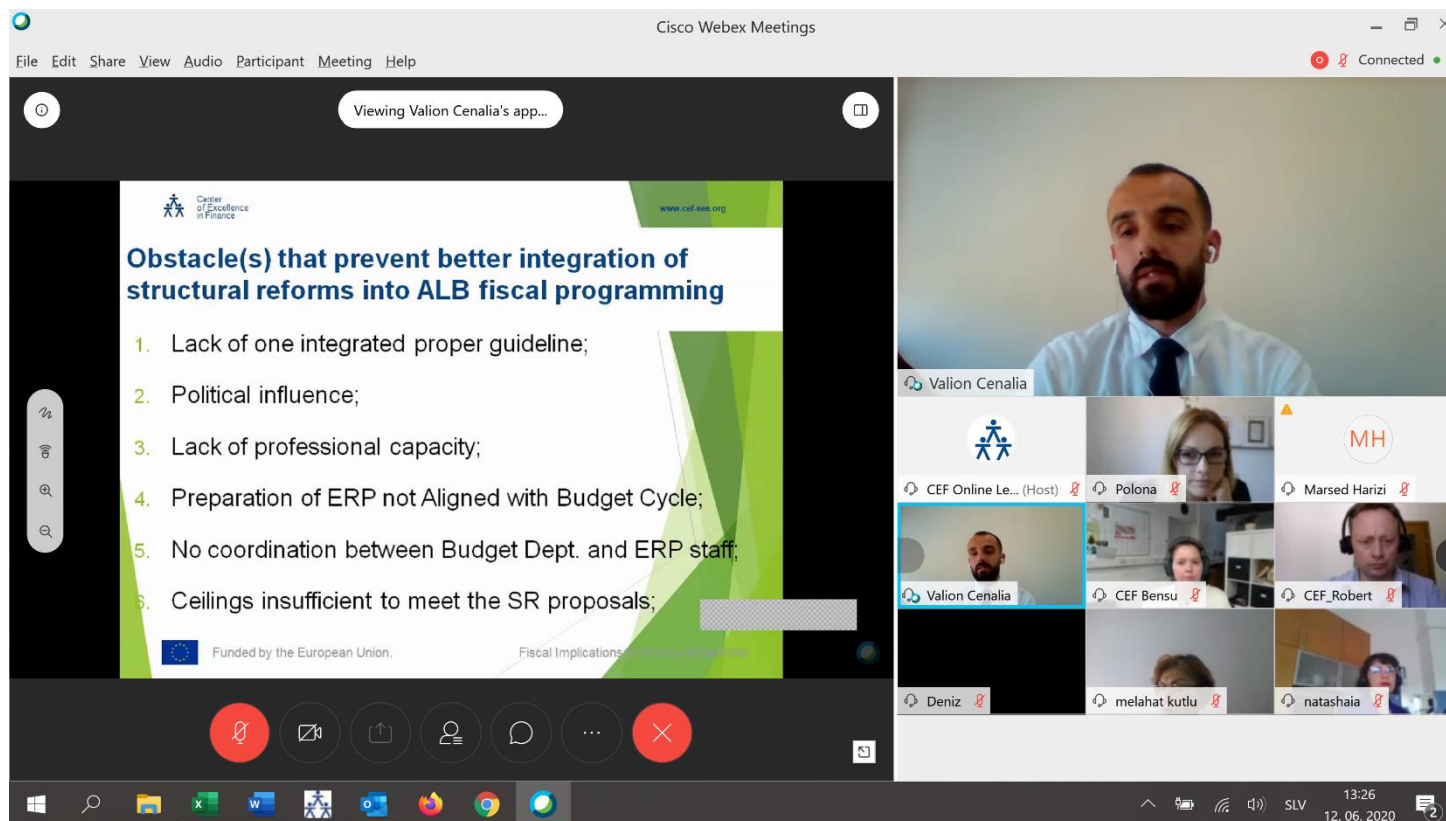 Cisco Webex Meetings
File Edit Share View Audio Participant Meeting Help
Connected
Viewing Valion Cenalia's app...
Center
of Excellence
in Finance
www.cef-see.org
Obstacle(s) that prevent better integration of
structural reforms into ALB fiscal programming
1. Lack of one integrated proper guideline;
2. Political influence;
3. Lack of professional capacity;
4. Preparation of ERP not Aligned with Budget Cycle;
5. No coordination between Budget Dept. and ERP staff;
6. Ceilings insufficient to meet the SR proposals;
Funded by the European Union.
Fiscal Implications
Valion Cenalia
MH
CEF Online Le... (Host)
Polona
Marsed Harizi
Valion Cenalia
CEF Bensu
CEF_Robert
Deniz
melahat kutlu
natashaia
SLV
13:26
12. 06. 2020
2